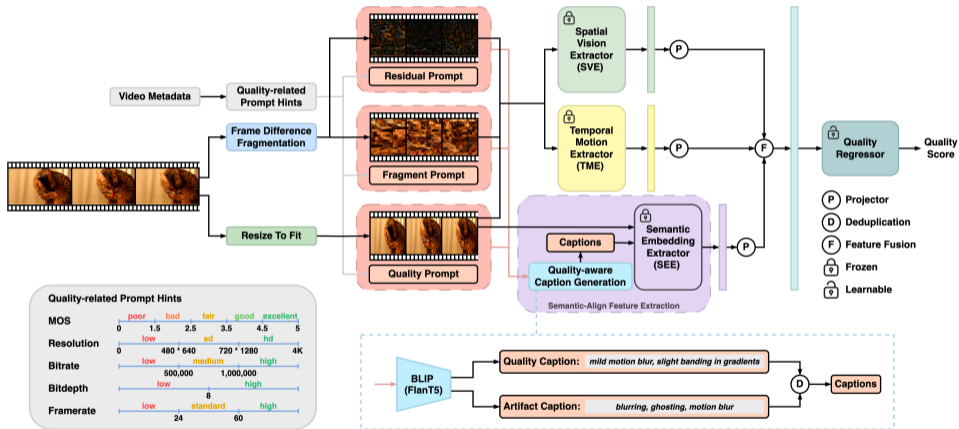 Video Metadata
Quality-related
Prompt Hints
Frame Difference
Fragmentation
Resize To Fit
Residual Prompt
Fragment Prompt
Quality Prompt
Spatial
Vision
Extractor
(SVE)
P
Temporal
Motion
Extractor
(TME)
P
F
Quality
Regressor
Quality
Score
Captions
Quality-aware
Caption Generation
Semantic
Embedding
Extractor
(SEE)
P
Semantic-Align Feature Extraction
P Projector
D Deduplication
F Feature Fusion
Frozen
Learnable
Quality-related Prompt Hints
MOS
poor bad fair good excellent
0 1.5 2.5 3.5 4.5 5
Resolution
low sd hd
0 480 * 640 720 * 1280 4K
Bitrate
low medium high
500,000 1,000,000
Bitdepth
low high
8
Framerate
low standard high
24 60
BLIP
(FlanT5)
Quality Caption: mild motion blur, slight banding in gradients
Artifact Caption: blurring, ghosting, motion blur
D
Captions